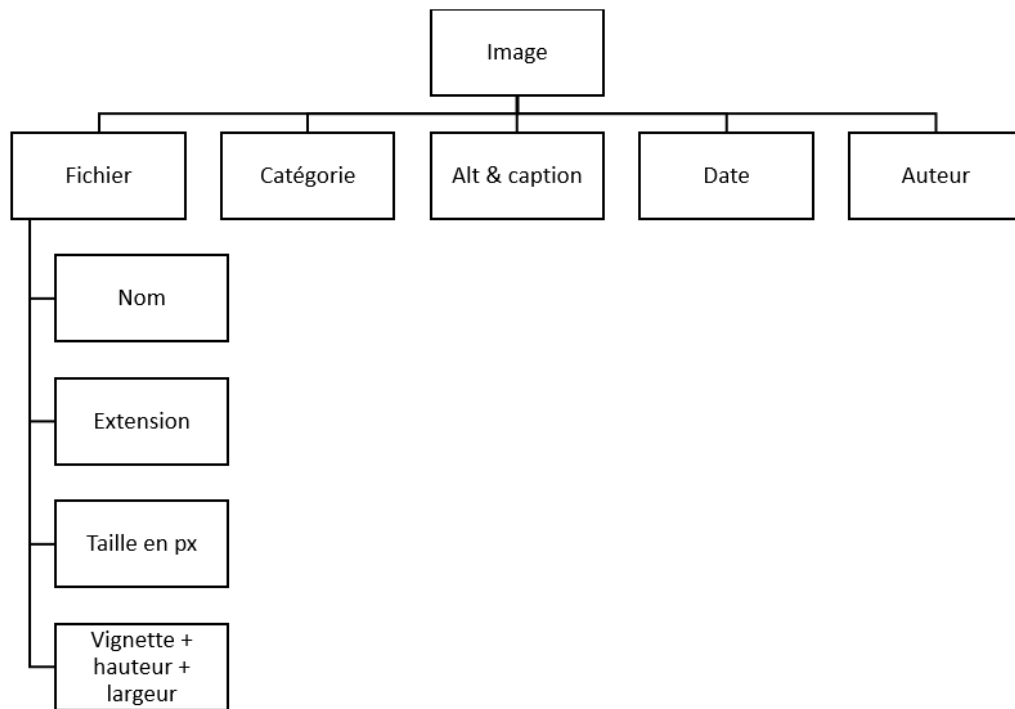 Image
Fichier
Catégorie
Alt & caption
Date
Auteur
Nom
Extension
Taille en px
Vignette +
hauteur +
largeur